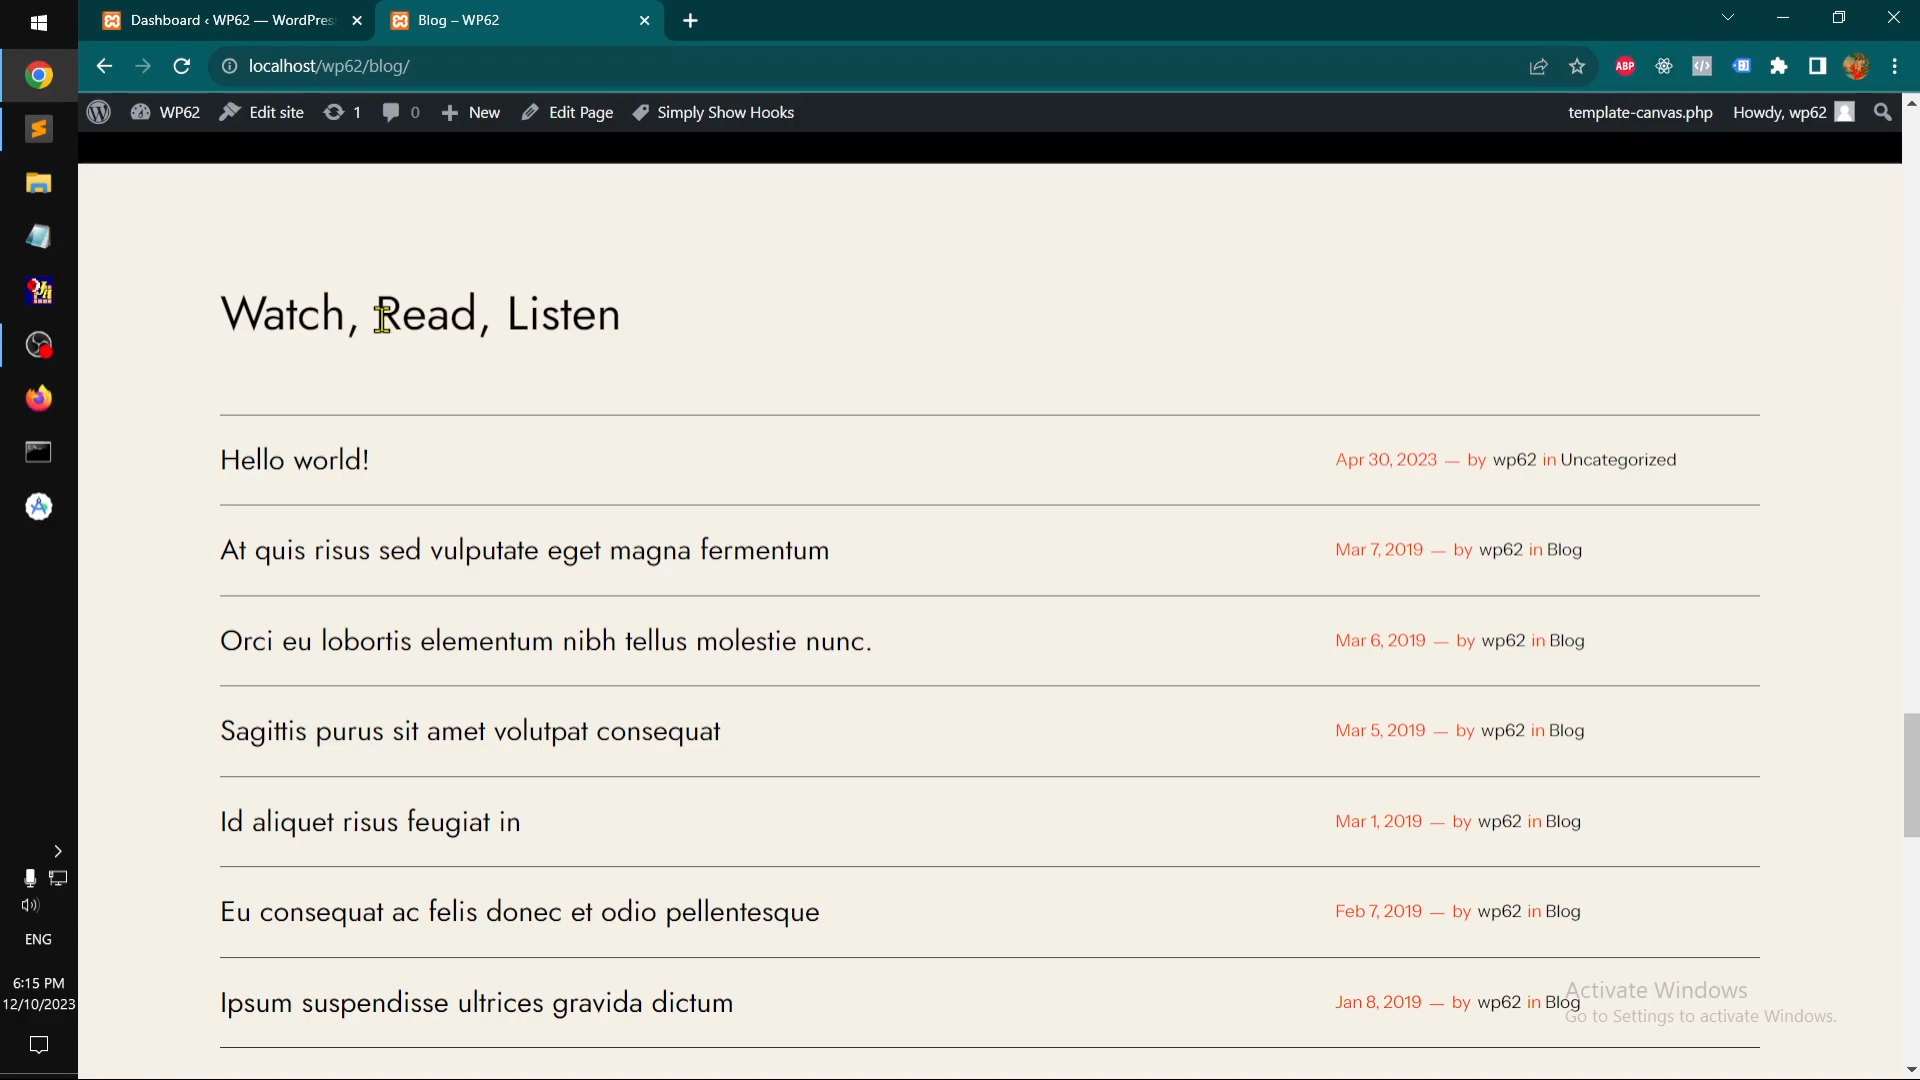 Dashboard ‹ WP62 — WordPres
Blog – WP62
localhost/wp62/blog/
ABP
WP62
Edit site
1
0
New
Edit Page
Simply Show Hooks
template-canvas.php
Howdy, wp62
Watch, Read, Listen
Hello world!
Apr 30, 2023 — by wp62 in Uncategorized
At quis risus sed vulputate eget magna fermentum
Mar 7, 2019 — by wp62 in Blog
Orci eu lobortis elementum nibh tellus molestie nunc.
Mar 6, 2019 — by wp62 in Blog
Sagittis purus sit amet volutpat consequat
Mar 5, 2019 — by wp62 in Blog
Id aliquet risus feugiat in
Mar 1, 2019 — by wp62 in Blog
Eu consequat ac felis donec et odio pellentesque
Feb 7, 2019 — by wp62 in Blog
Ipsum suspendisse ultrices gravida dictum
Jan 8, 2019 — by wp62 in Blog
Activate Windows
Go to Settings to activate Windows.
ENG
6:15 PM
12/10/2023